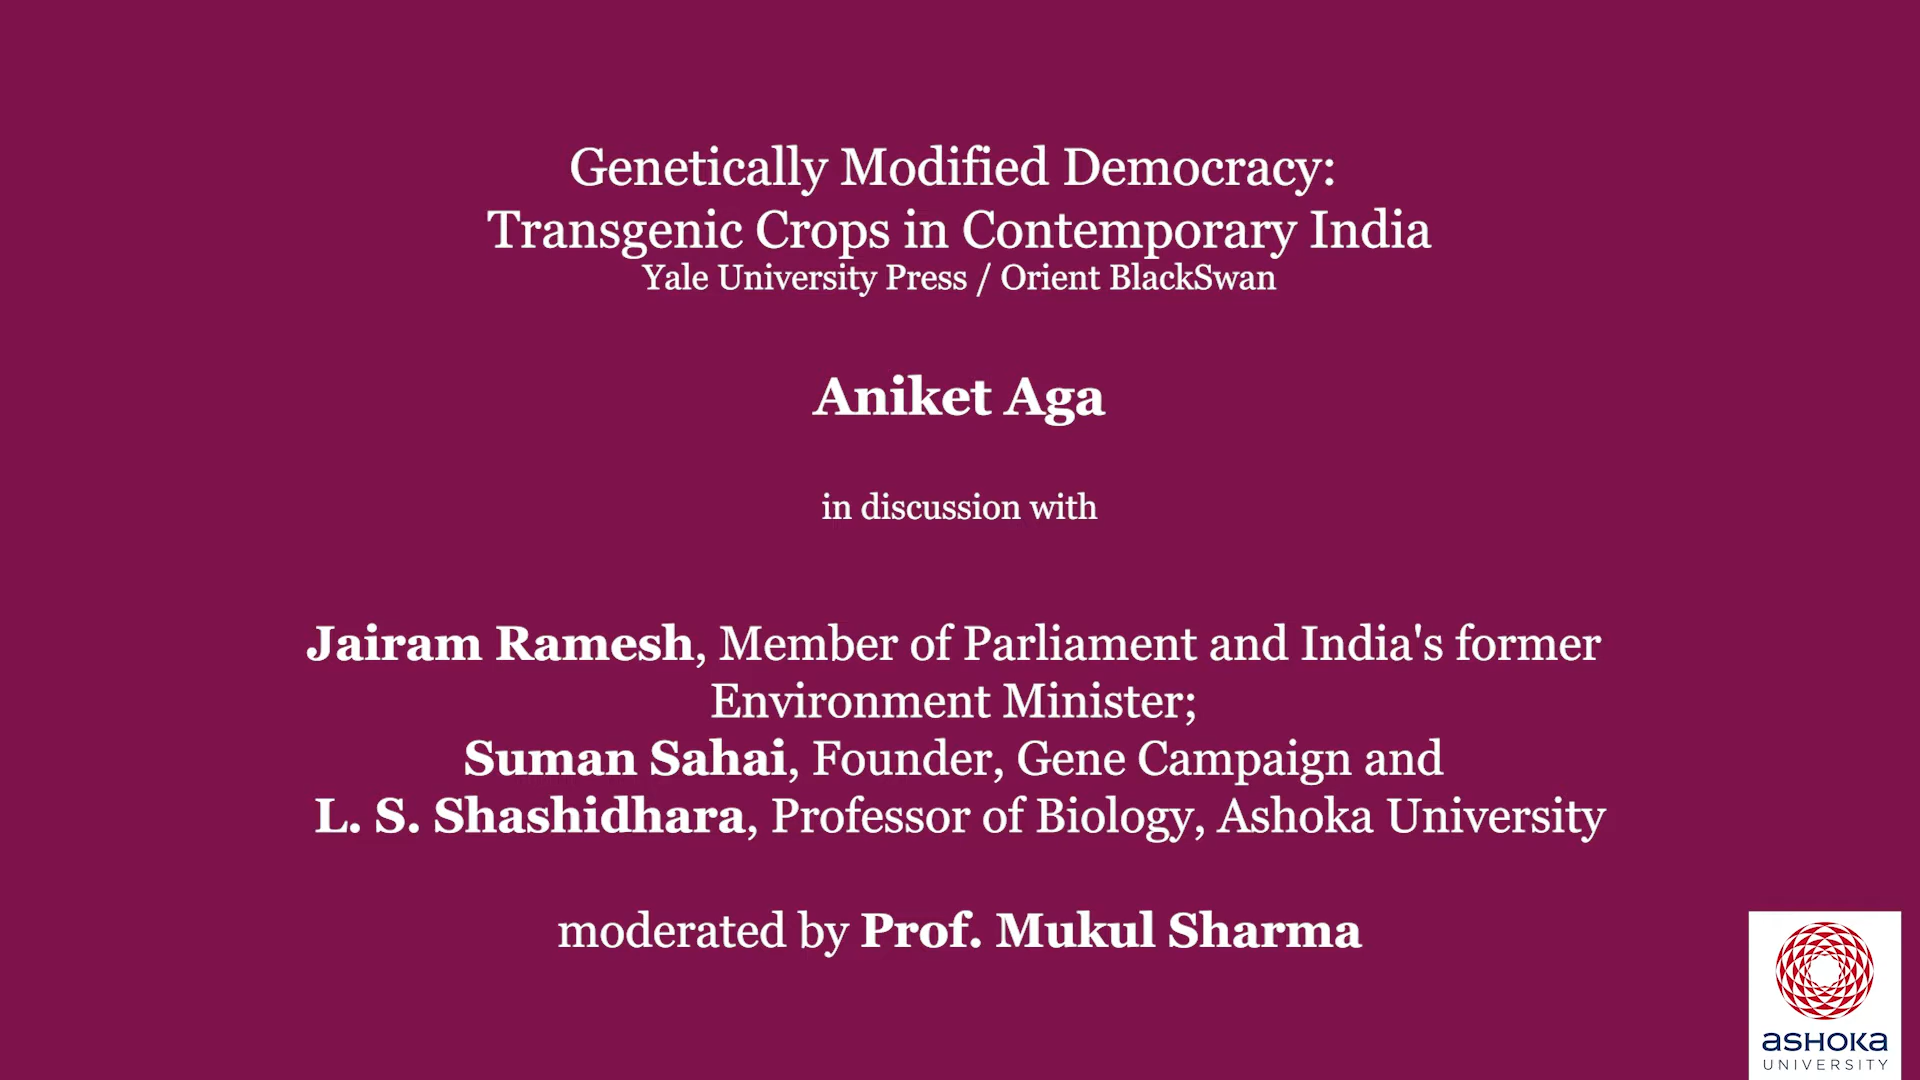 Genetically Modified Democracy:
Transgenic Crops in Contemporary India
Yale University Press / Orient BlackSwan
Aniket Aga
in discussion with
Jairam Ramesh, Member of Parliament and India's former
Environment Minister;
Suman Sahai, Founder, Gene Campaign and
L. S. Shashidhara, Professor of Biology, Ashoka University
moderated by Prof. Mukul Sharma
ASHOKA
UNIVERSITY